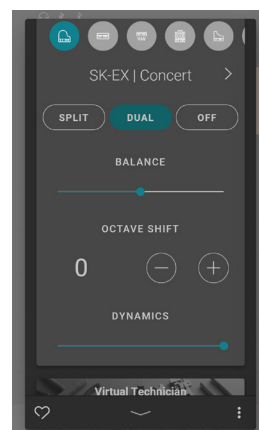 SK-EX | Concert
SPLIT DUAL OFF
BALANCE
OCTAVE SHIFT
0
DYNAMICS
Virtual Technician